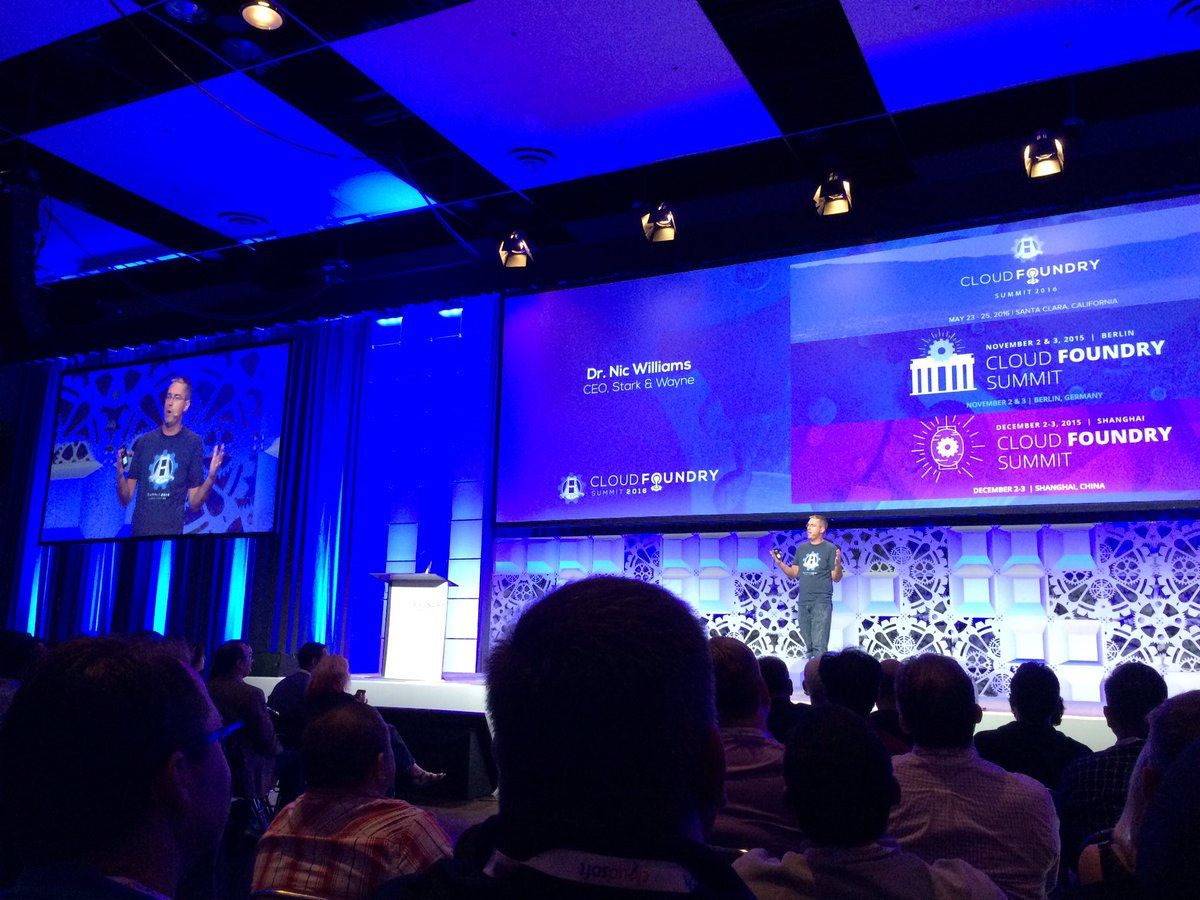 Dr. Nic Williams
CEO, Stark & Wayne
CLOUD FOUNDRY
SUMMIT 2016
CLOUD FOUNDRY
SUMMIT 2016
MAY 23 - 25, 2016 | SANTA CLARA, CALIFORNIA
NOVEMBER 2 & 3, 2015 | BERLIN
CLOUD FOUNDRY
SUMMIT
NOVEMBER 2 & 3 | BERLIN, GERMANY
DECEMBER 2-3, 2015 | SHANGHAI
CLOUD FOUNDRY
SUMMIT
DECEMBER 2-3 | SHANGHAI, CHINA